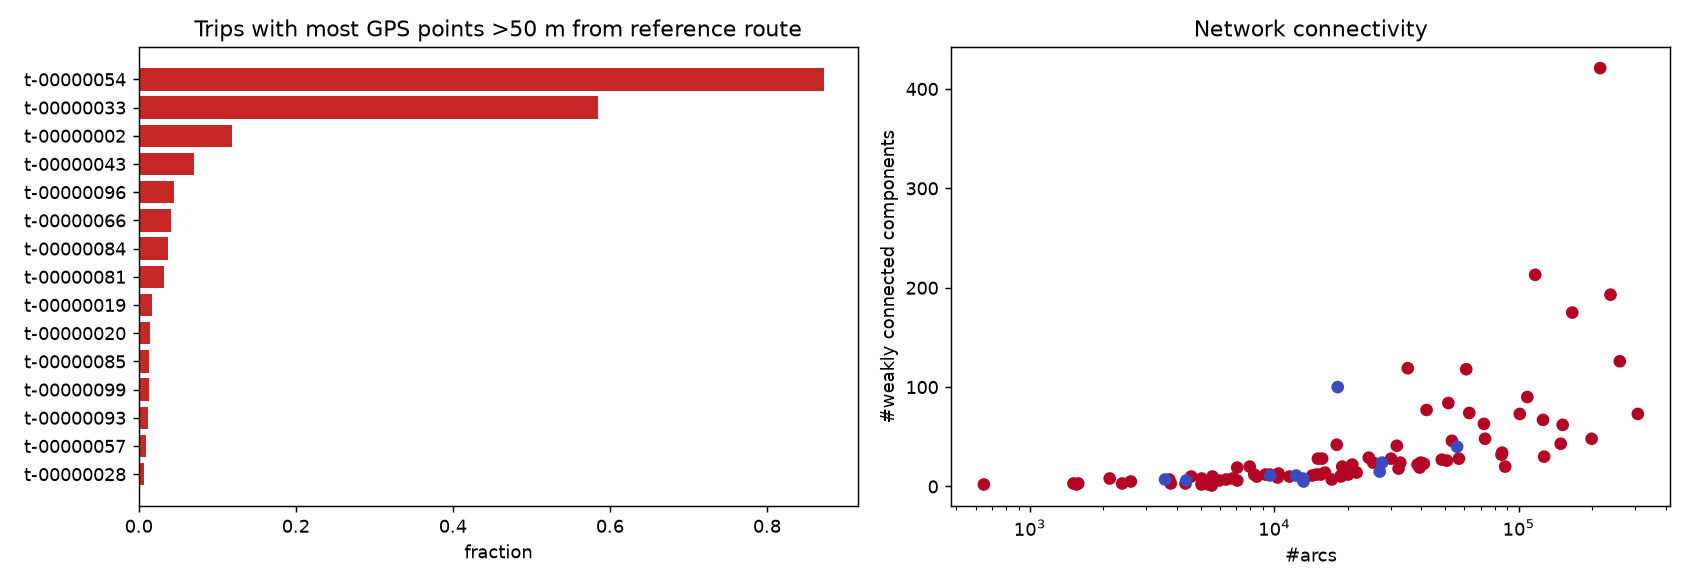 Trips with most GPS points >50 m from reference route
t-00000054
t-00000033
t-00000002
t-00000043
t-00000096
t-00000066
t-00000084
t-00000081
t-00000019
t-00000020
t-00000085
t-00000099
t-00000093
t-00000057
t-00000028
0.0 0.2 0.4 0.6 0.8
fraction
Network connectivity
#weakly connected components
400
300
200
100
0
10³ 10⁴ 10⁵
#arcs